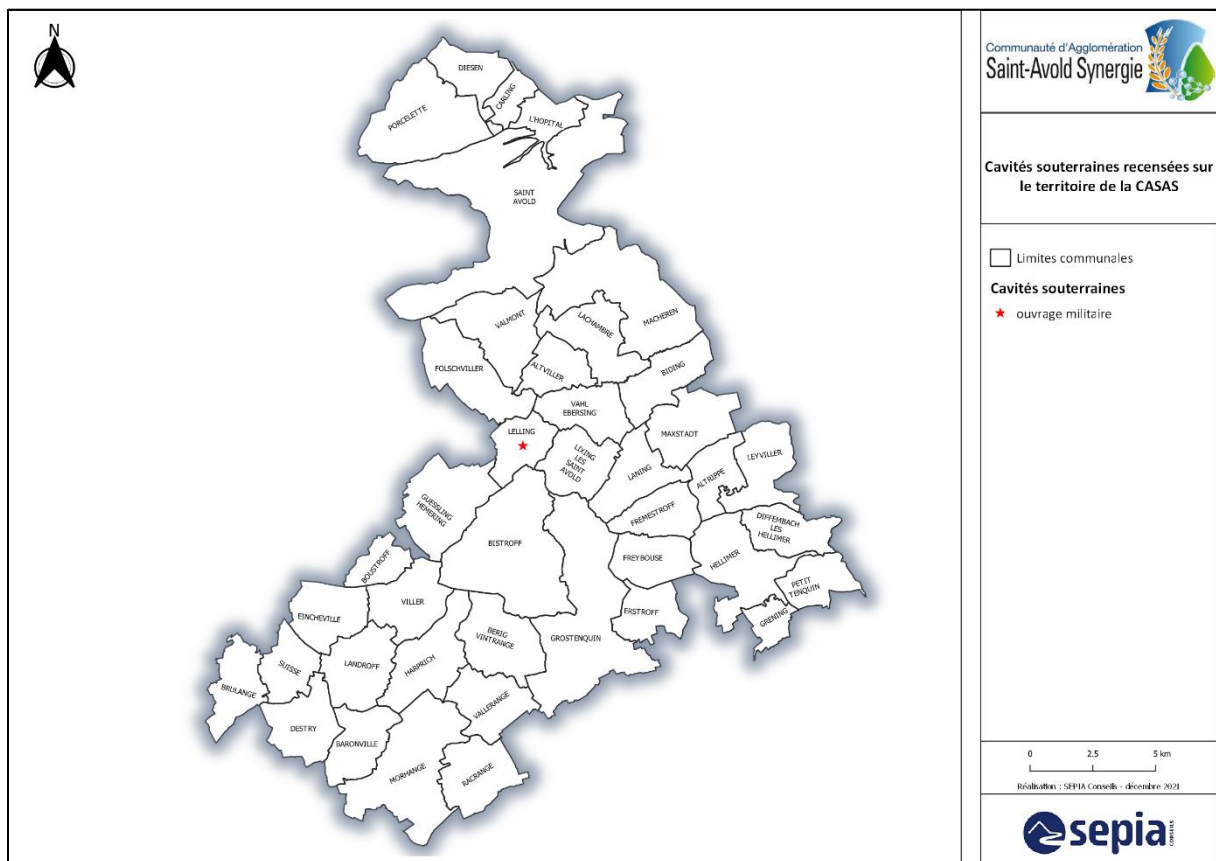 N
DIESEN
CARLING
PORCELETTE
L'HOPITAL
SAINT
AVOLD
VALMONT
LACHAMBRE
MACHEREN
FOLSCHVILLER
ALTVILLER
BIDING
VAHL
EBERSING
LELLING
MAXSTADT
LIXING
LES
SAINT
AVOLD
LANING
ALTRIPPE
LEYVILLER
GUESSLING
HEMERING
FREMESTROFF
DIFFEMBACH
LES
HELLIMER
BISTROFF
FREYBOUSE
HELLIMER
BOUSTROFF
PETIT
TENQUIN
VILLER
EINCHEVILLE
ERSTROFF
GRENING
BERIG
VINTRANGE
GROSTENQUIN
SUISSE
LANDROFF
HARPRICH
BRULANGE
VALLERANGE
DESTRY
BARONVILLE
MORHANGE
RACRANGE
Communauté d'Agglomération
Saint-Avold Synergie
Cavités souterraines recensées sur
le territoire de la CASAS
Limites communales
Cavités souterraines
ouvrage militaire
0 2.5 5 km
Réalisation : SEPIA Conseils - décembre 2021
sepia
CONSEILS